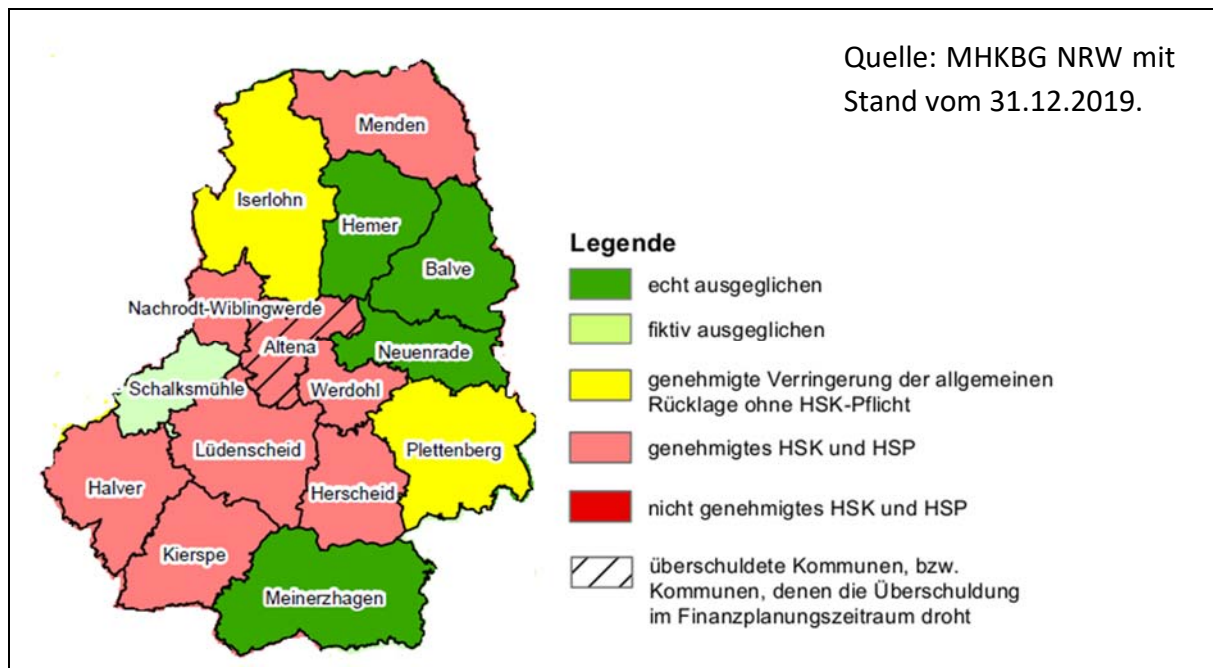 Quelle: MHKBG NRW mit
Stand vom 31.12.2019.
Menden
Iserlohn
Hemer
Balve
Nachrodt-Wiblingwerde
Altena
Neuenrade
Schalksmühle
Werdohl
Lüdenscheid
Plettenberg
Halver
Herscheid
Kierspe
Meinerzhagen
Legende
echt ausgeglichen
fiktiv ausgeglichen
genehmigte Verringerung der allgemeinen
Rücklage ohne HSK-Pflicht
genehmigtes HSK und HSP
nicht genehmigtes HSK und HSP
überschuldete Kommunen, bzw.
Kommunen, denen die Überschuldung
im Finanzplanungszeitraum droht